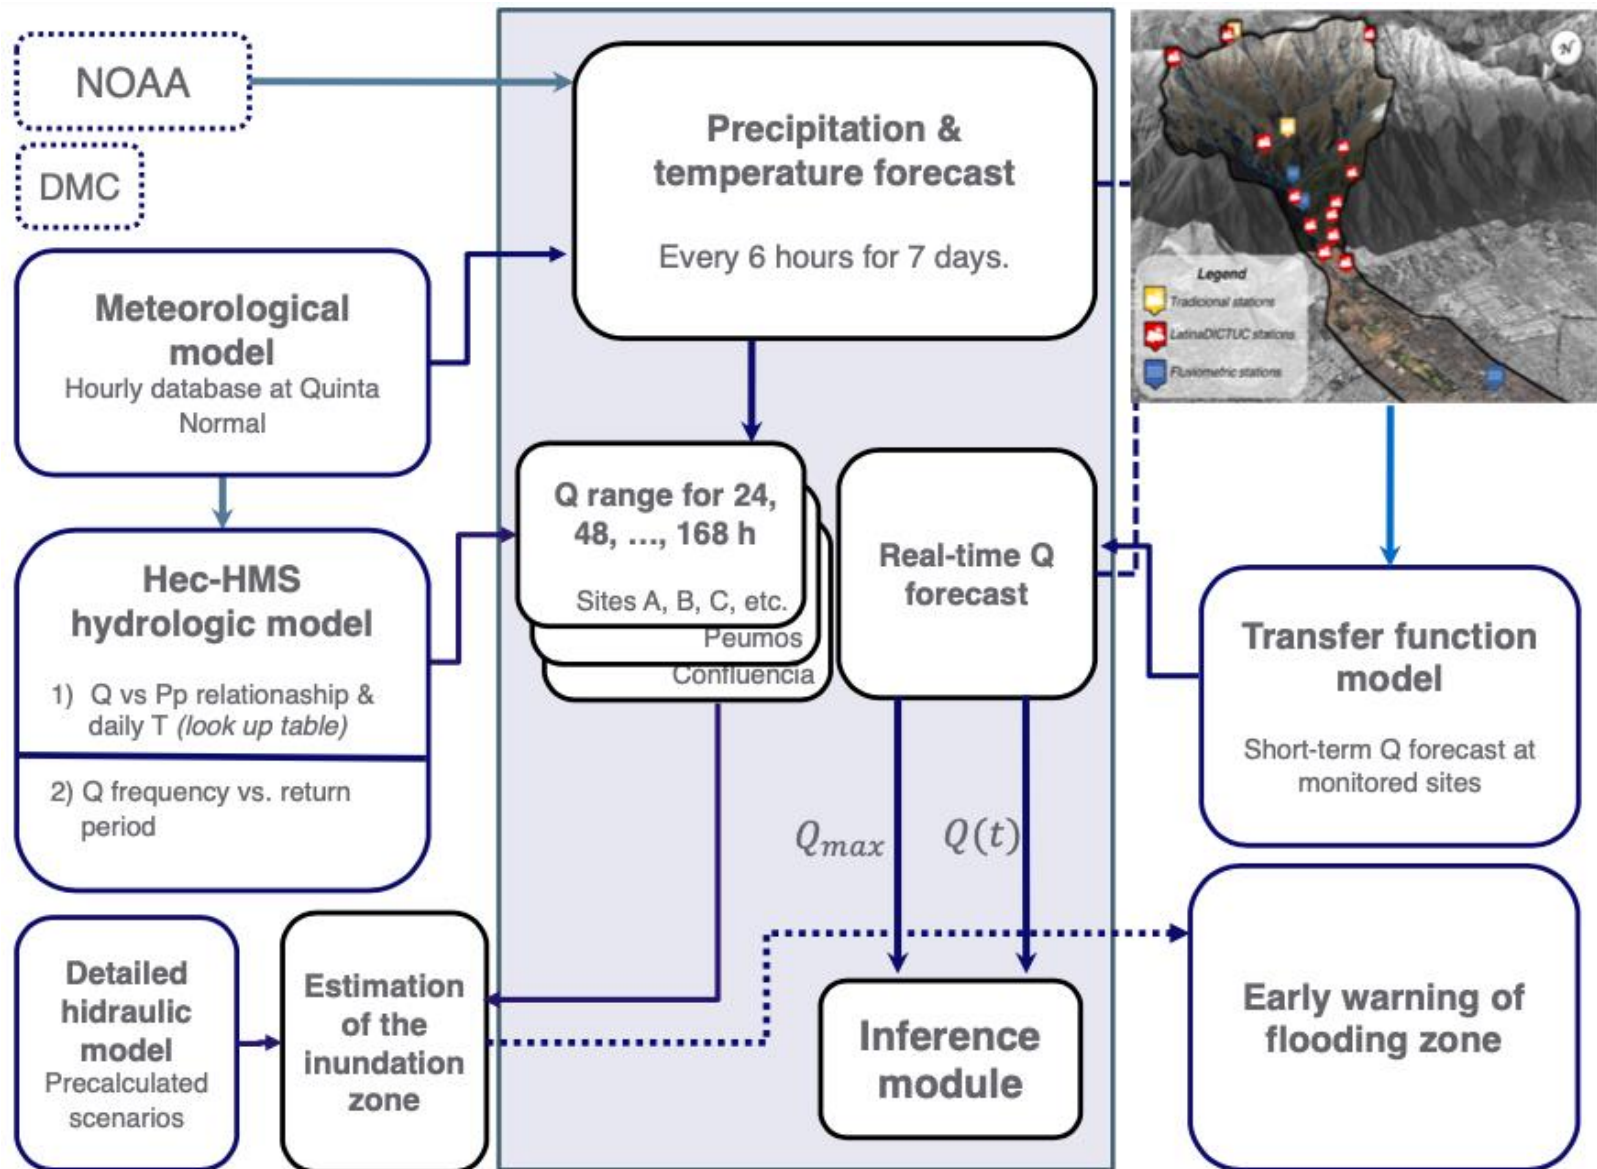 NOAA
DMC
Meteorological
model
Hourly database at Quinta
Normal
Hec-HMS
hydrologic model
1) Q vs Pp relationaship &
daily T (look up table)
2) Q frequency vs. return
period
Detailed
hidraulic
model
Precalculated
scenarios
Estimation
of the
inundation
zone
Precipitation &
temperature forecast
Every 6 hours for 7 days.
Q range for 24,
48, ..., 168 h
Sites A, B, C, etc.
Peumos
Confluencia
Real-time Q
forecast
Qmax
Q(t)
Inference
module
N
Legend
Tradicional stations
LatinaDICTUC stations
Fluviometric stations
Transfer function
model
Short-term Q forecast at
monitored sites
Early warning of
flooding zone